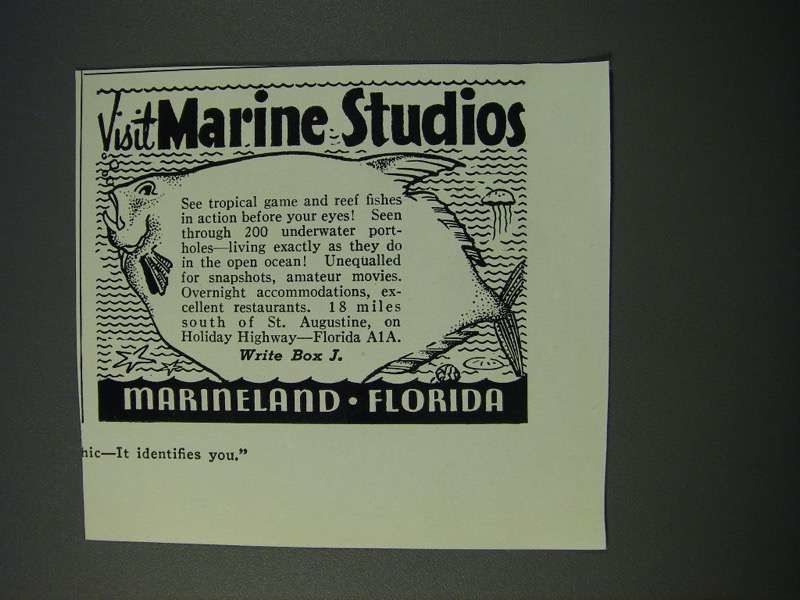 Visit Marine Studios
See tropical game and reef fishes
in action before your eyes! Seen
through 200 underwater port-
holes—living exactly as they do
in the open ocean! Unequalled
for snapshots, amateur movies.
Overnight accommodations, ex-
cellent restaurants. 18 miles
south of St. Augustine, on
Holiday Highway—Florida A1A.
Write Box J.
MARINELAND • FLORIDA
hic—It identifies you.”